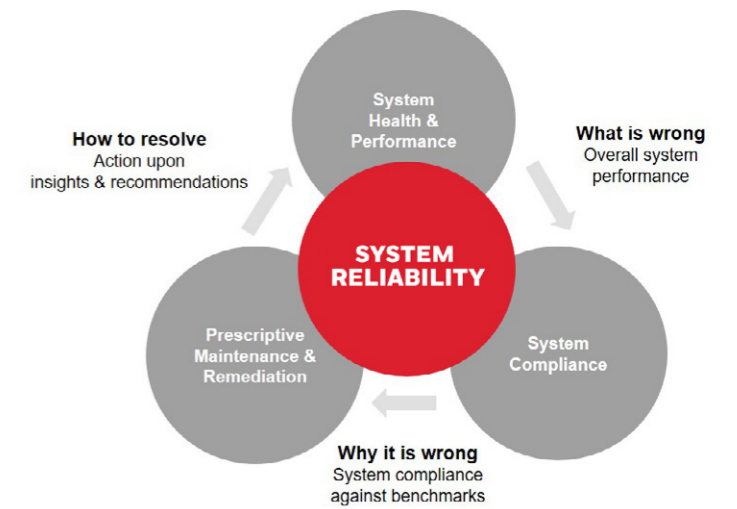 System
Health &
Performance
How to resolve
Action upon
insights & recommendations
What is wrong
Overall system
performance
SYSTEM
RELIABILITY
Prescriptive
Maintenance &
Remediation
System
Compliance
Why it is wrong
System compliance
against benchmarks